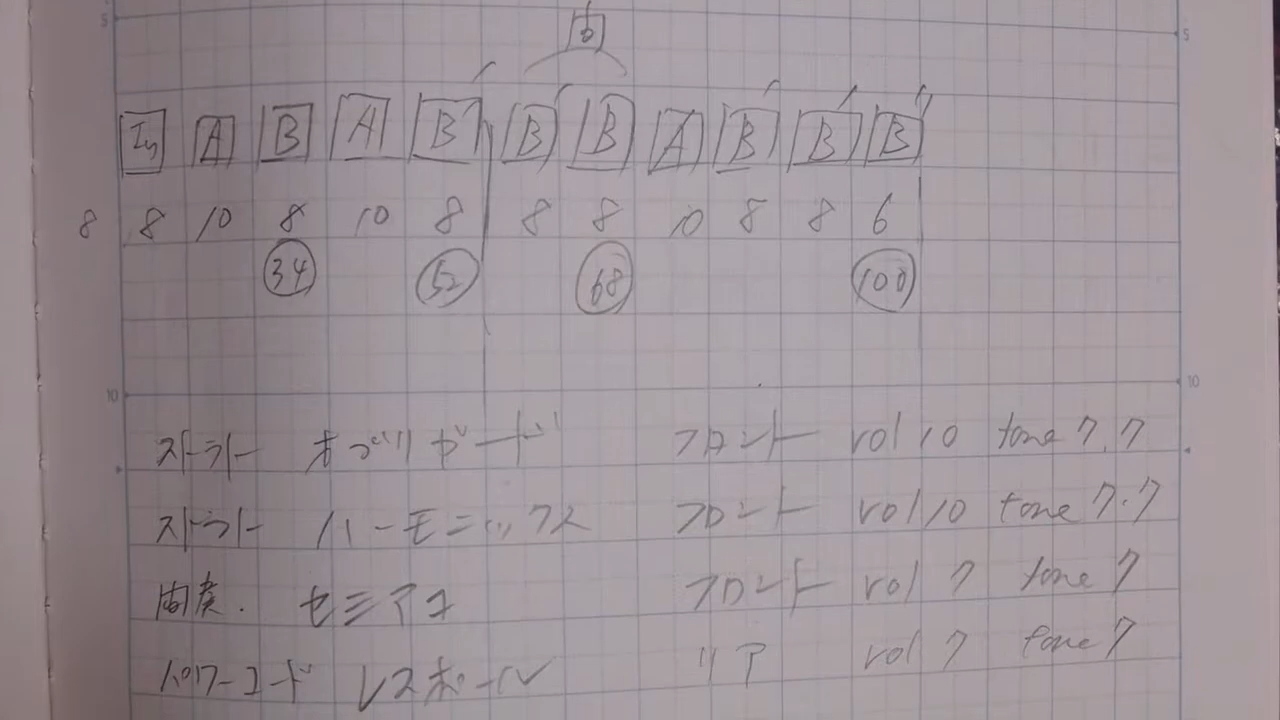 5 5
間
In A B A B' B' B A B' B' B''
8 8 10 8 10 8 8 8 10 8 8 6
34 52 68 100
10 10
ストラト オブリガード フロント vol 10 tone 7.7
ストラト ハーモニックス フロント vol 10 tone 7.7
間奏. セミアコ フロント vol 7 tone 7
パワーコード レスポール リア vol 7 tone 7